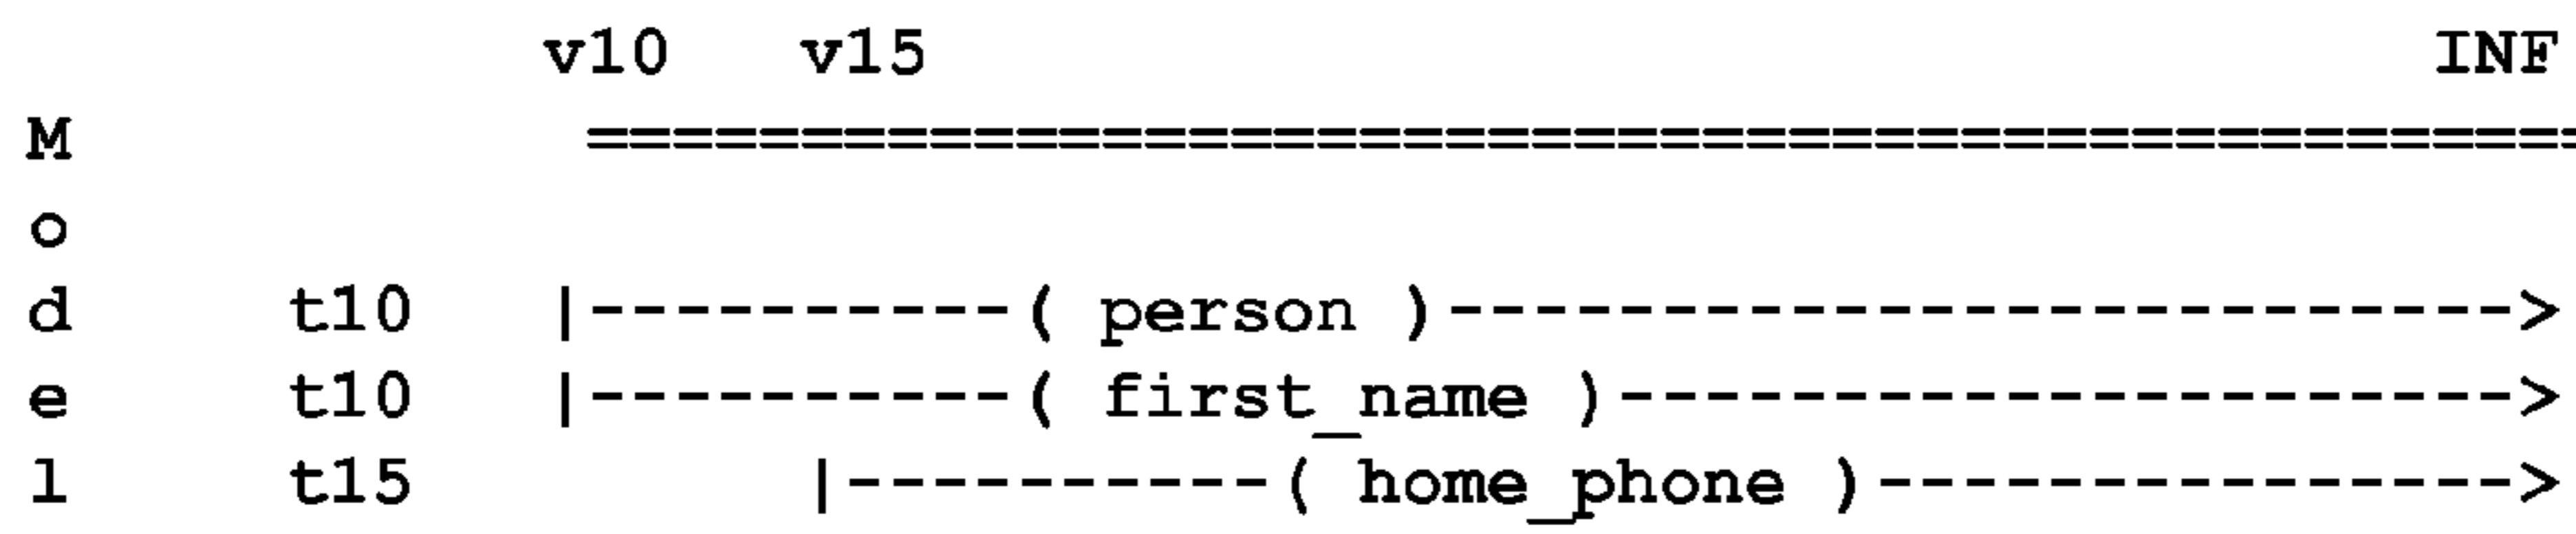 v10   v15                                   INF
M             ===============================================
o
d     t10    |----------( person )------------------------->
e     t10    |----------( first_name )--------------------->
l     t15          |----------( home_phone )--------------->